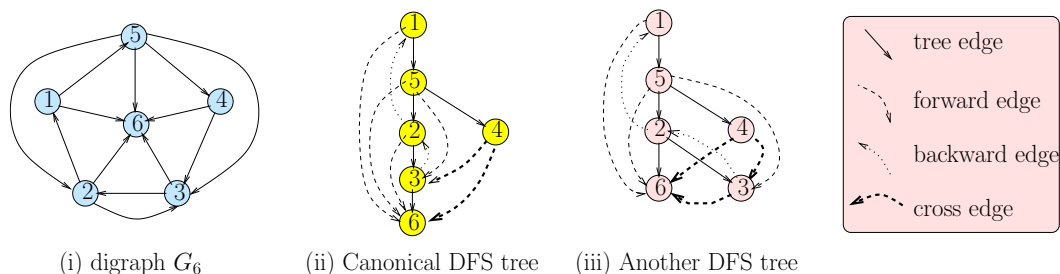 5
1
4
6
2
3
(i) digraph G₆
1
5
2
4
3
6
(ii) Canonical DFS tree
1
5
2
4
6
3
(iii) Another DFS tree
tree edge
forward edge
backward edge
cross edge